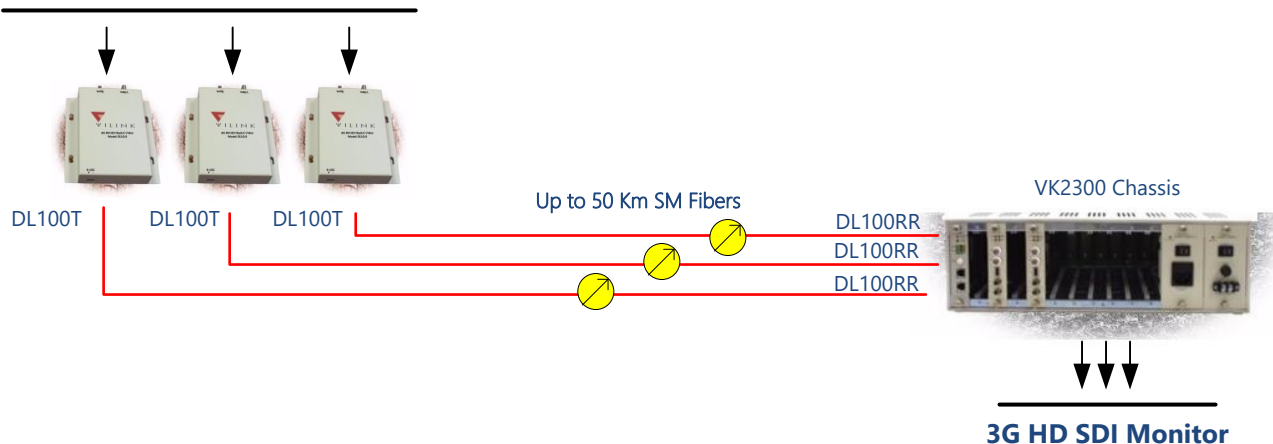 VILINK
VILINK
VILINK
DL100T
DL100T
DL100T
Up to 50 Km SM Fibers
DL100RR
DL100RR
DL100RR
VK2300 Chassis
3G HD SDI Monitor